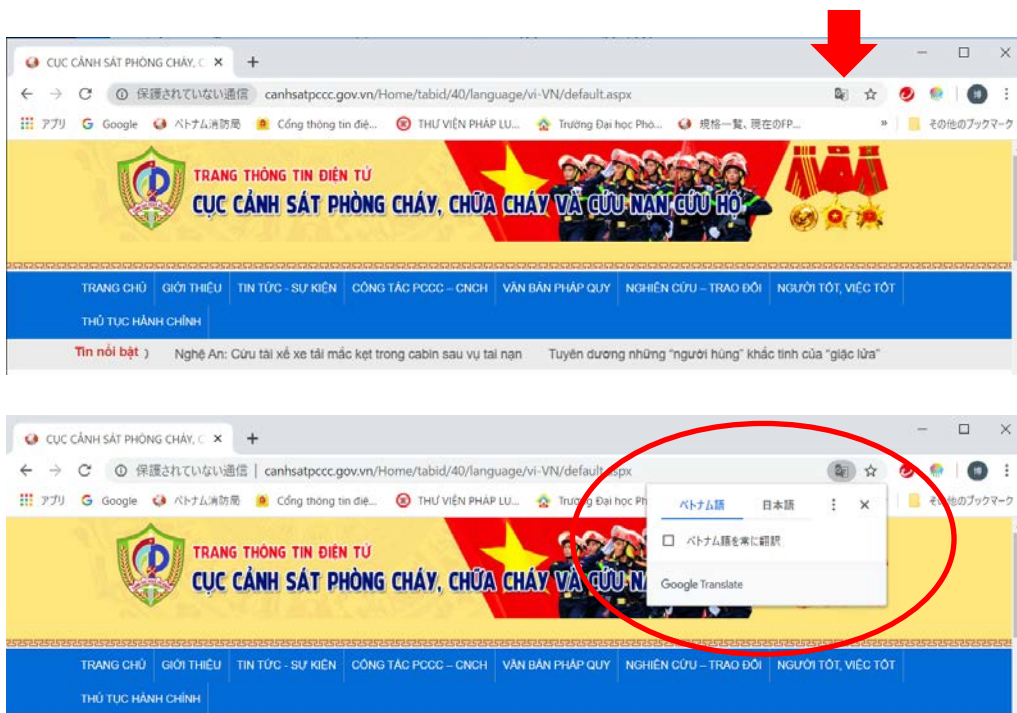 CỤC CẢNH SÁT PHÒNG CHÁY, C
保護されていない通信 canhsatpccc.gov.vn/Home/tabid/40/language/vi-VN/default.aspx
アプリ Google ベトナム消防局 Cổng thông tin điệ... THƯ VIỆN PHÁP LU... Trường Đại học Phò... 規格一覧、現在のFP... » その他のブックマーク
TRANG THÔNG TIN ĐIỆN TỬ
CỤC CẢNH SÁT PHÒNG CHÁY, CHỮA CHÁY VÀ CỨU NẠN, CỨU HỘ
TRANG CHỦ GIỚI THIỆU TIN TỨC - SỰ KIỆN CÔNG TÁC PCCC – CNCH VĂN BẢN PHÁP QUY NGHIÊN CỨU – TRAO ĐỔI NGƯỜI TỐT, VIỆC TỐT
THỦ TỤC HÀNH CHÍNH
Tin nổi bật Nghệ An: Cứu tài xế xe tải mắc kẹt trong cabin sau vụ tai nạn Tuyên dương những "người hùng" khắc tinh của "giặc lửa"
CỤC CẢNH SÁT PHÒNG CHÁY, C
保護されていない通信 | canhsatpccc.gov.vn/Home/tabid/40/language/vi-VN/default.aspx
アプリ Google ベトナム消防局 Cổng thông tin điệ... THƯ VIỆN PHÁP LU... Trường Đại học Ph その他のブックマーク
ベトナム語 日本語
ベトナム語を常に翻訳
Google Translate
TRANG THÔNG TIN ĐIỆN TỬ
CỤC CẢNH SÁT PHÒNG CHÁY, CHỮA CHÁY VÀ CỨU N
TRANG CHỦ GIỚI THIỆU TIN TỨC - SỰ KIỆN CÔNG TÁC PCCC – CNCH VĂN BẢN PHÁP QUY NGHIÊN CỨU – TRAO ĐỔI NGƯỜI TỐT, VIỆC TỐT
THỦ TỤC HÀNH CHÍNH